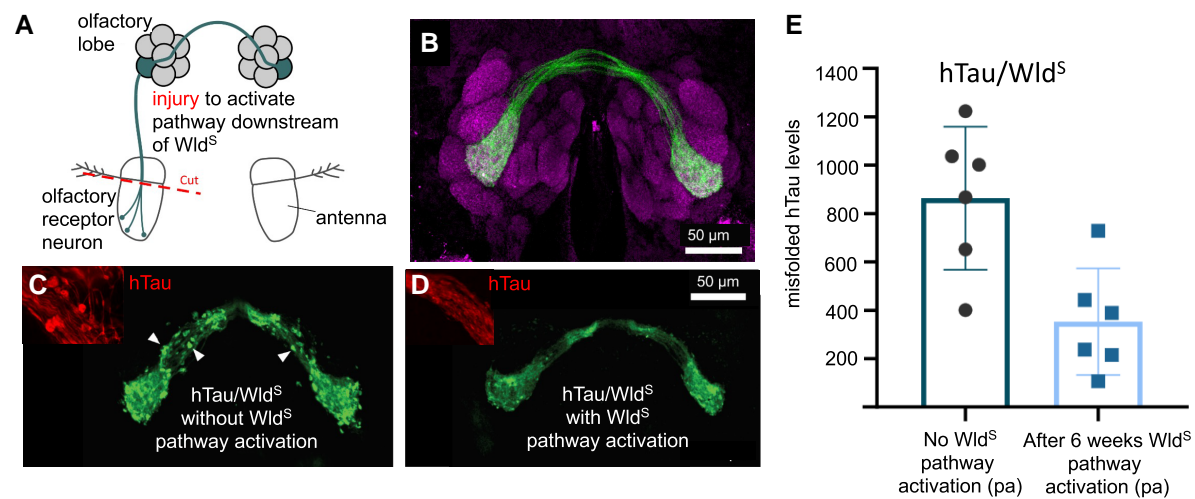 A
olfactory
lobe
injury to activate
pathway downstream
of Wldˢ
Cut
olfactory
receptor
neuron
antenna
B
50 µm
C
hTau
hTau/Wldˢ
without Wldˢ
pathway activation
D
hTau
50 µm
hTau/Wldˢ
with Wldˢ
pathway activation
E
hTau/Wldˢ
misfolded hTau levels
1400
1200
1000
800
600
400
200
No Wldˢ
pathway
activation (pa)
After 6 weeks Wldˢ
pathway
activation (pa)